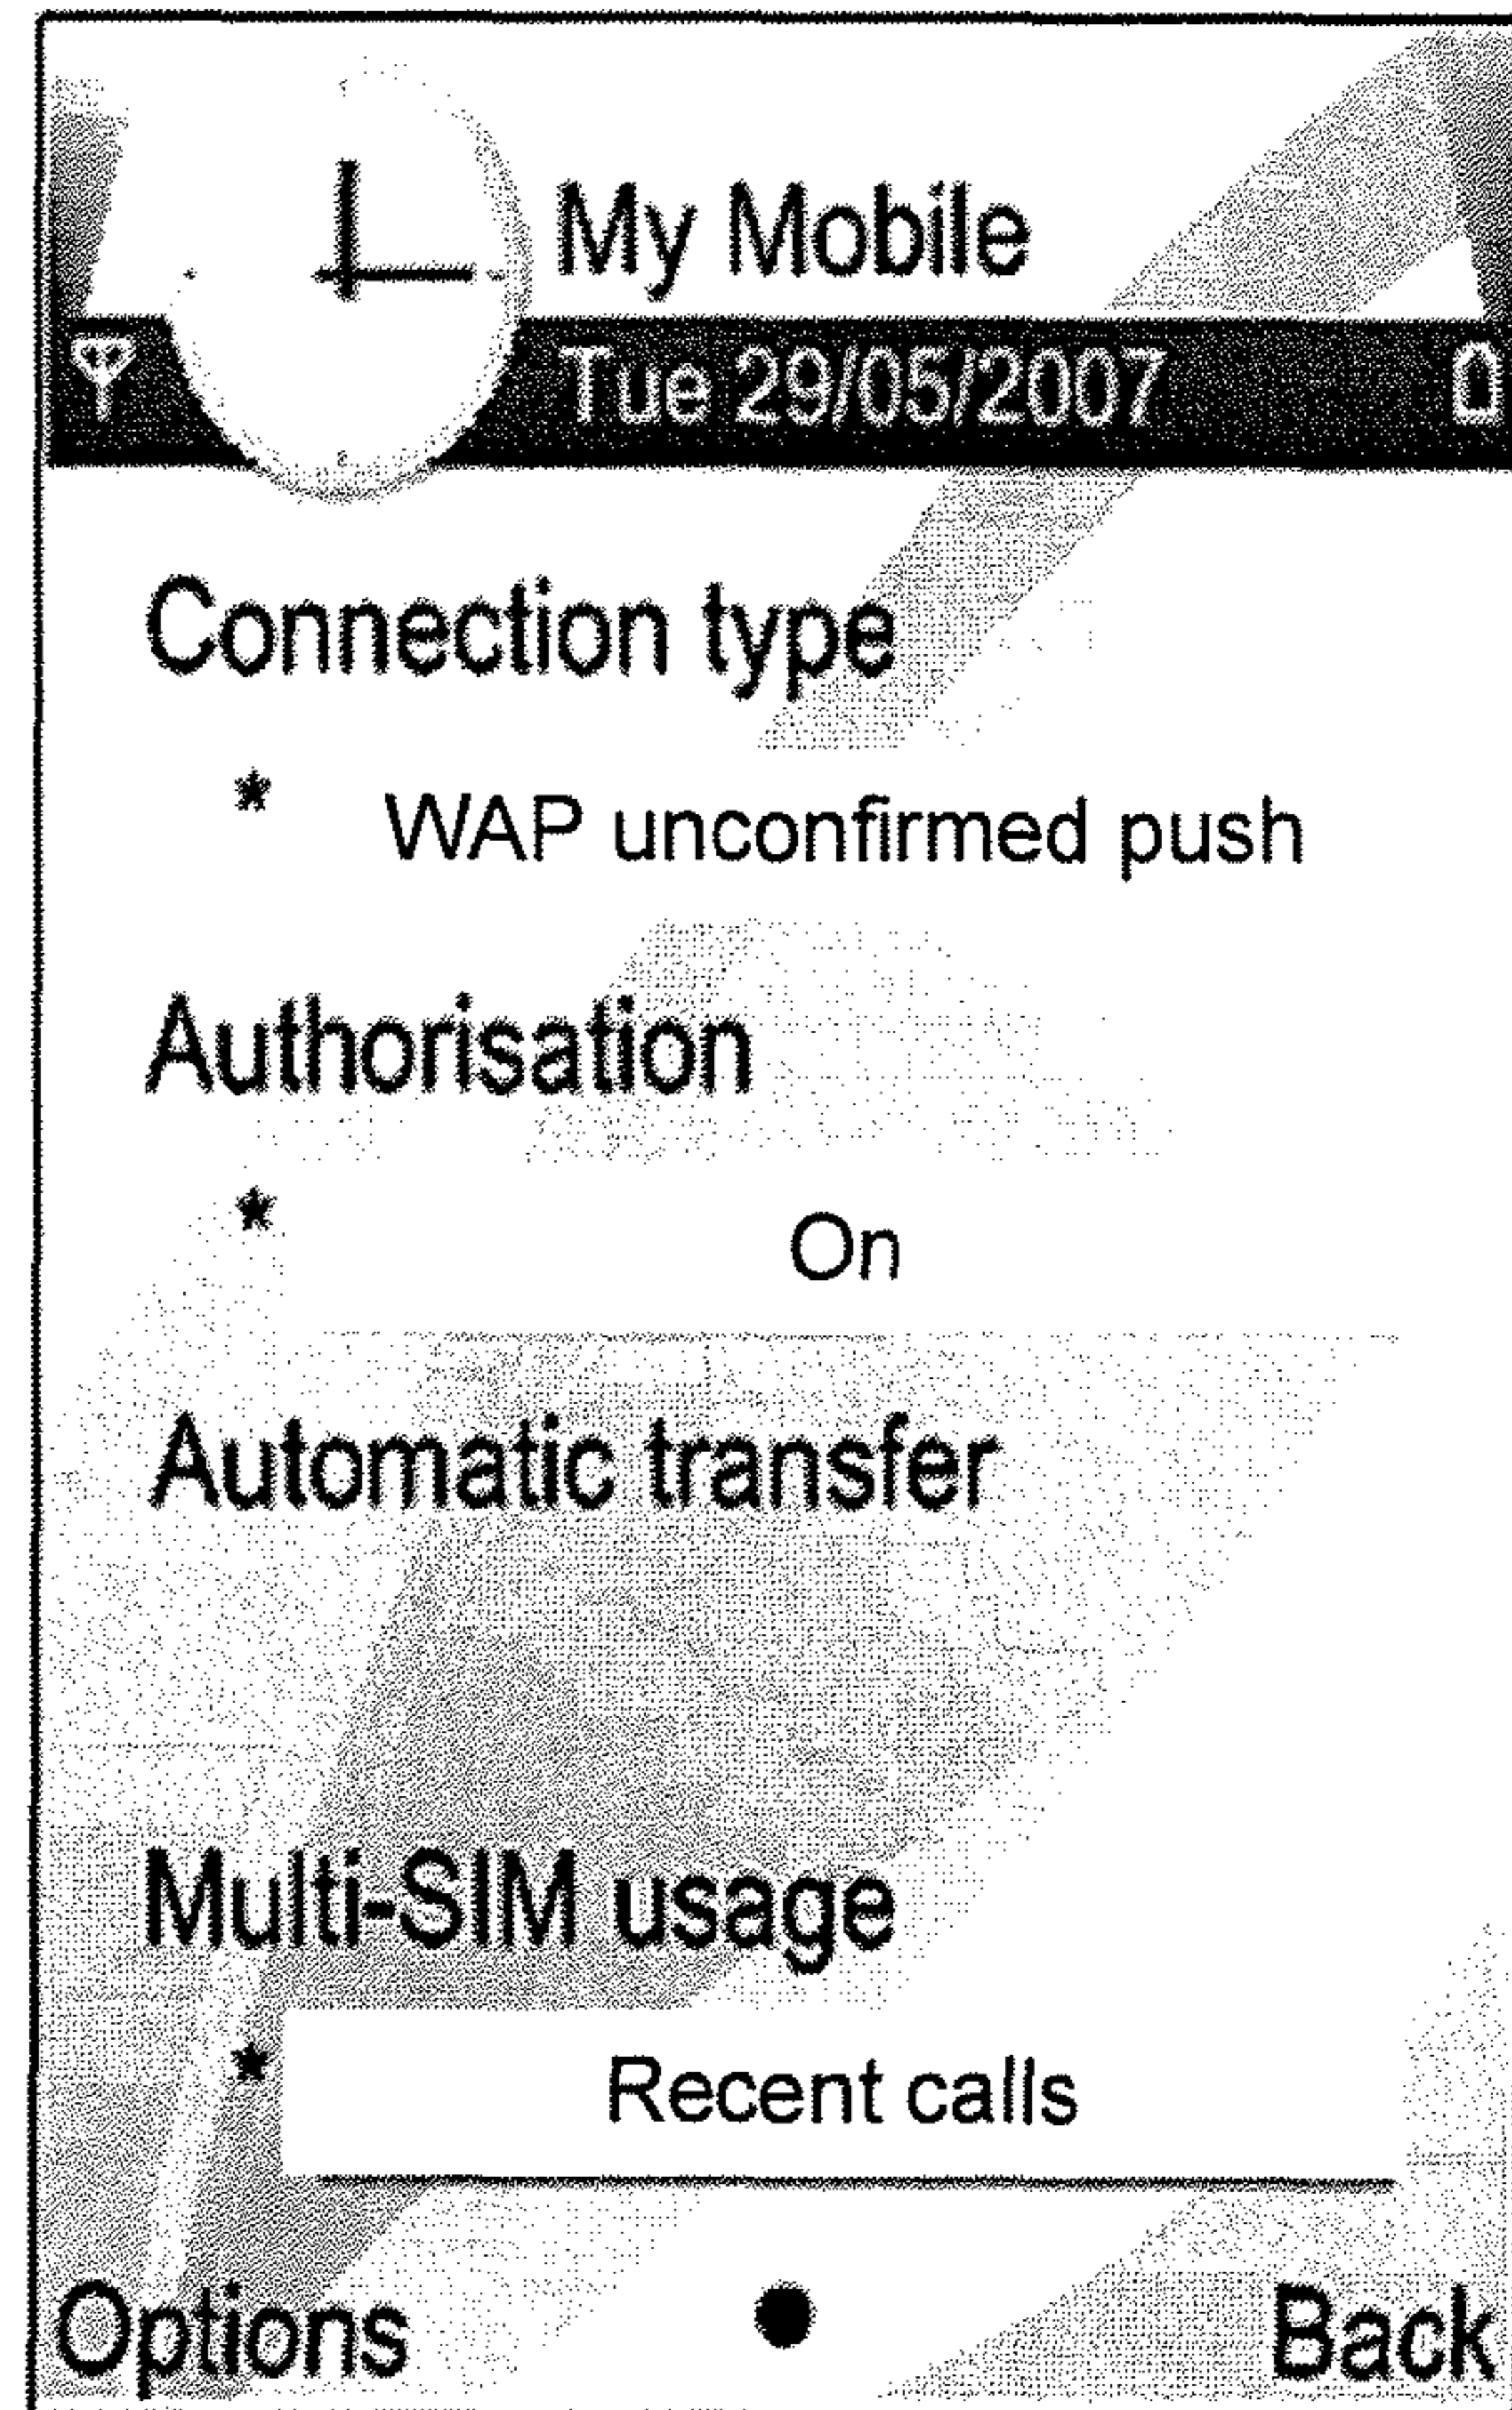 My Mobile
Tue 29/05/2007
Connection type
* WAP unconfirmed push
Authorisation
* On
Automatic transfer
Multi-SIM usage
* Recent calls
Options Back